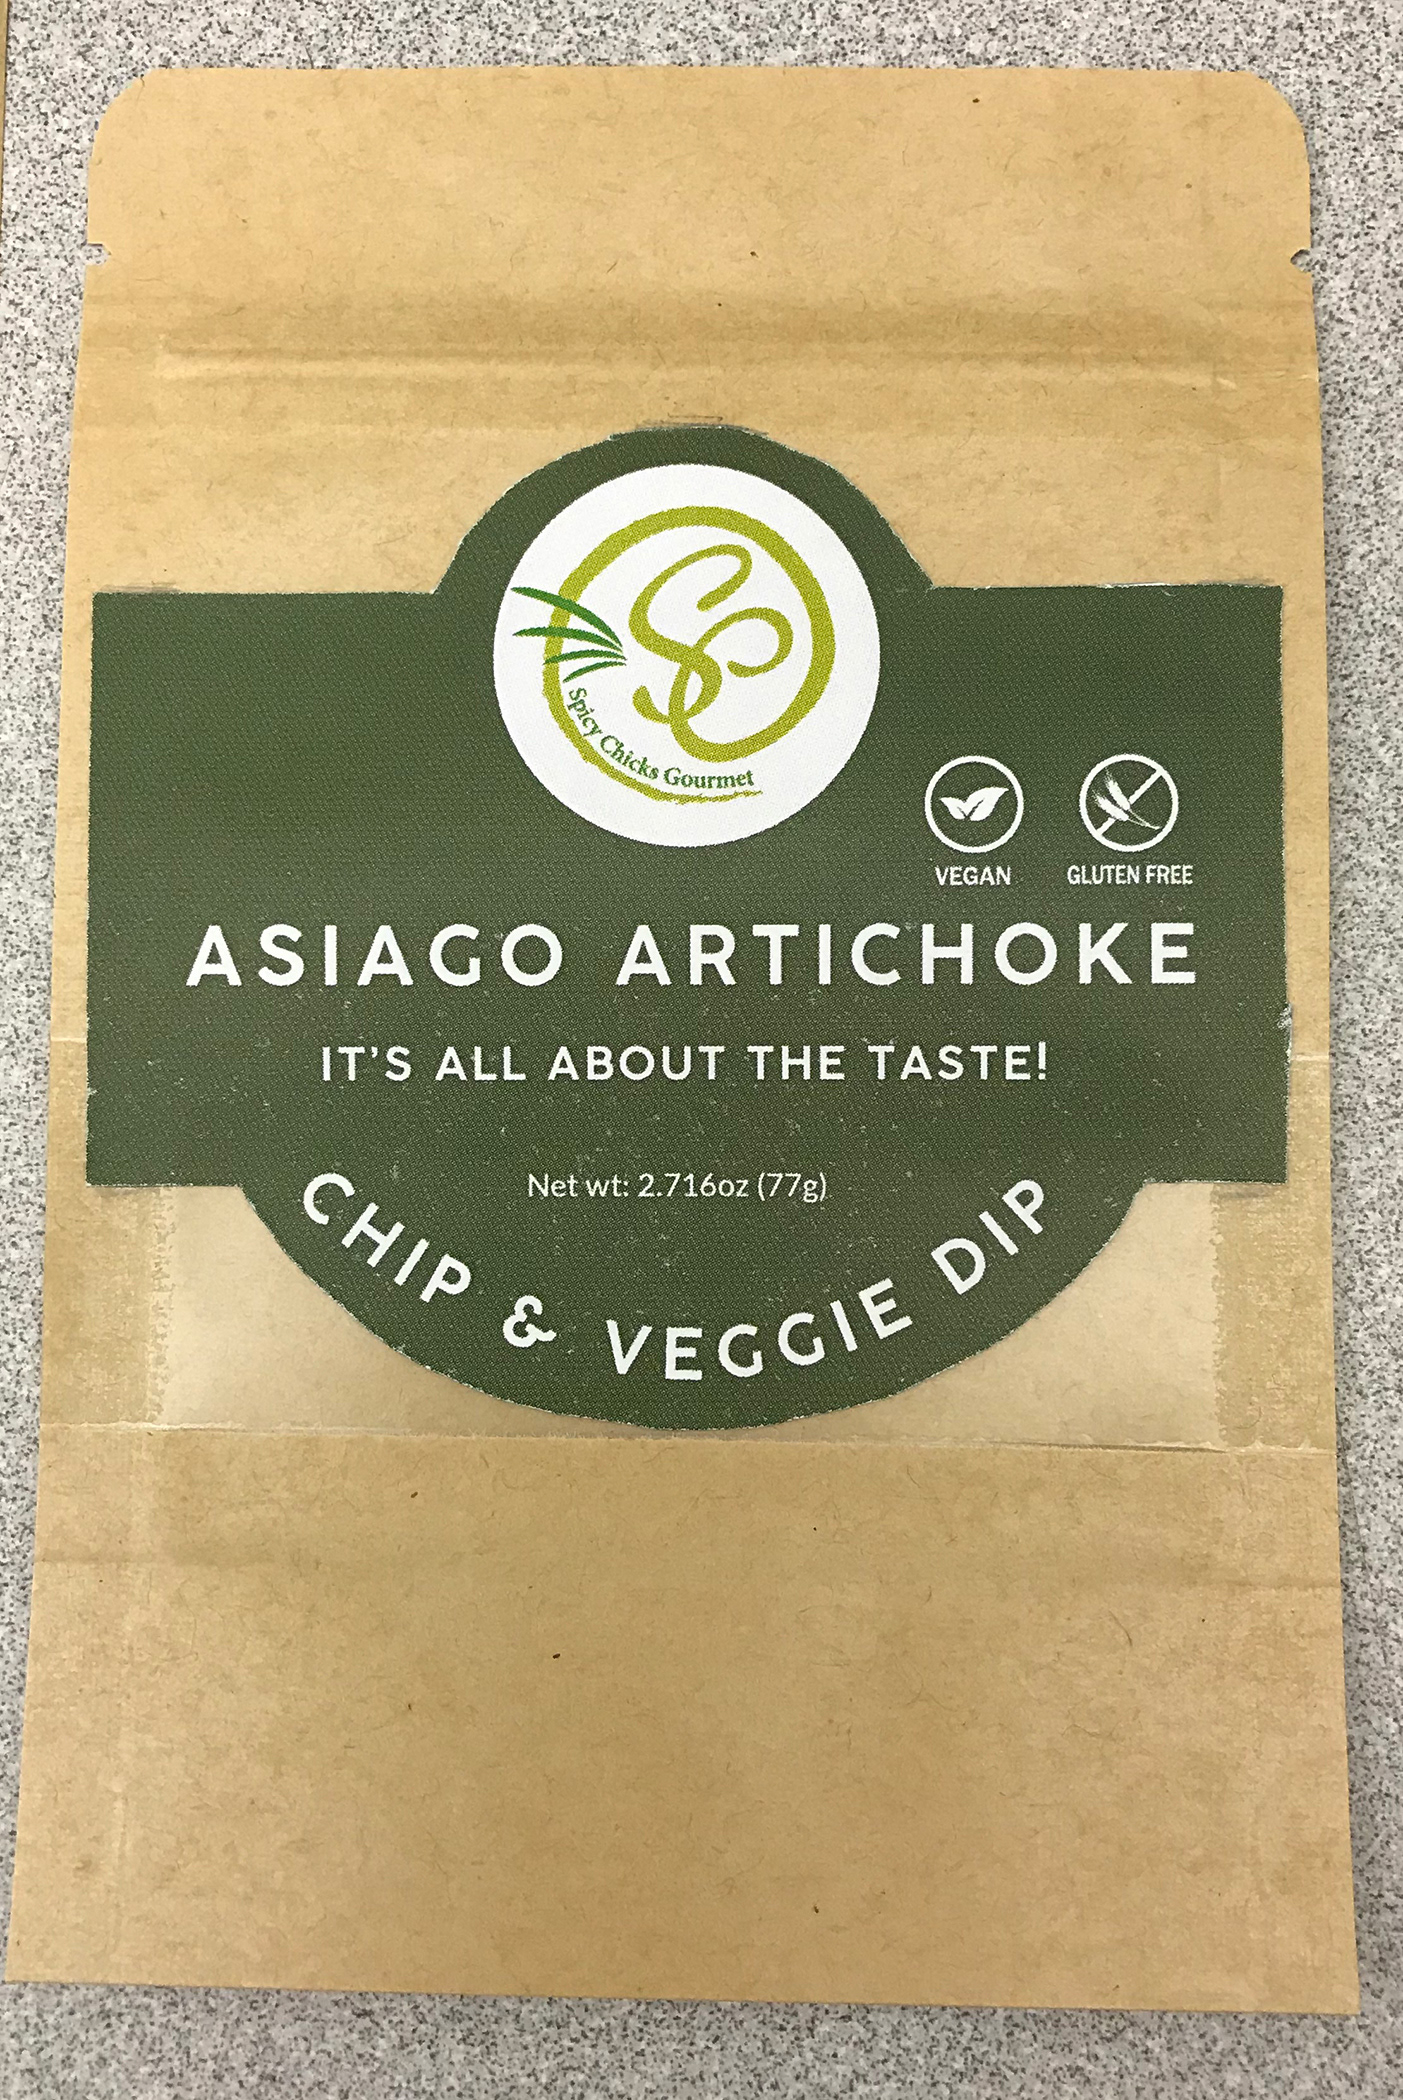 SC
Spicy Chicks Gourmet
VEGAN GLUTEN FREE
ASIAGO ARTICHOKE
IT'S ALL ABOUT THE TASTE!
Net wt: 2.716oz (77g)
CHIP & VEGGIE DIP